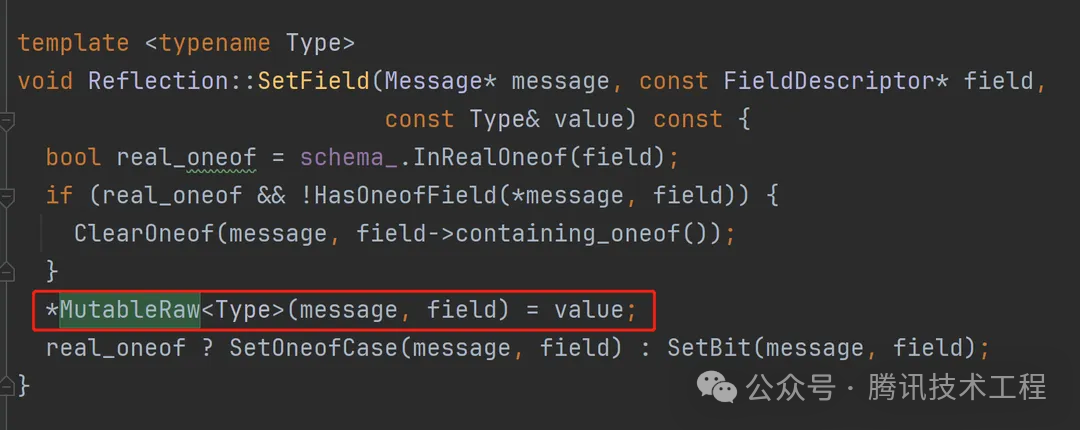 template <typename Type>
void Reflection::SetField(Message* message, const FieldDescriptor* field,
                          const Type& value) const {
  bool real_oneof = schema_.InRealOneof(field);
  if (real_oneof && !HasOneofField(*message, field)) {
    ClearOneof(message, field->containing_oneof());
  }
  *MutableRaw<Type>(message, field) = value;
  real_oneof ? SetOneofCase(message, field) : SetBit(message, field);
}
公众号 · 腾讯技术工程